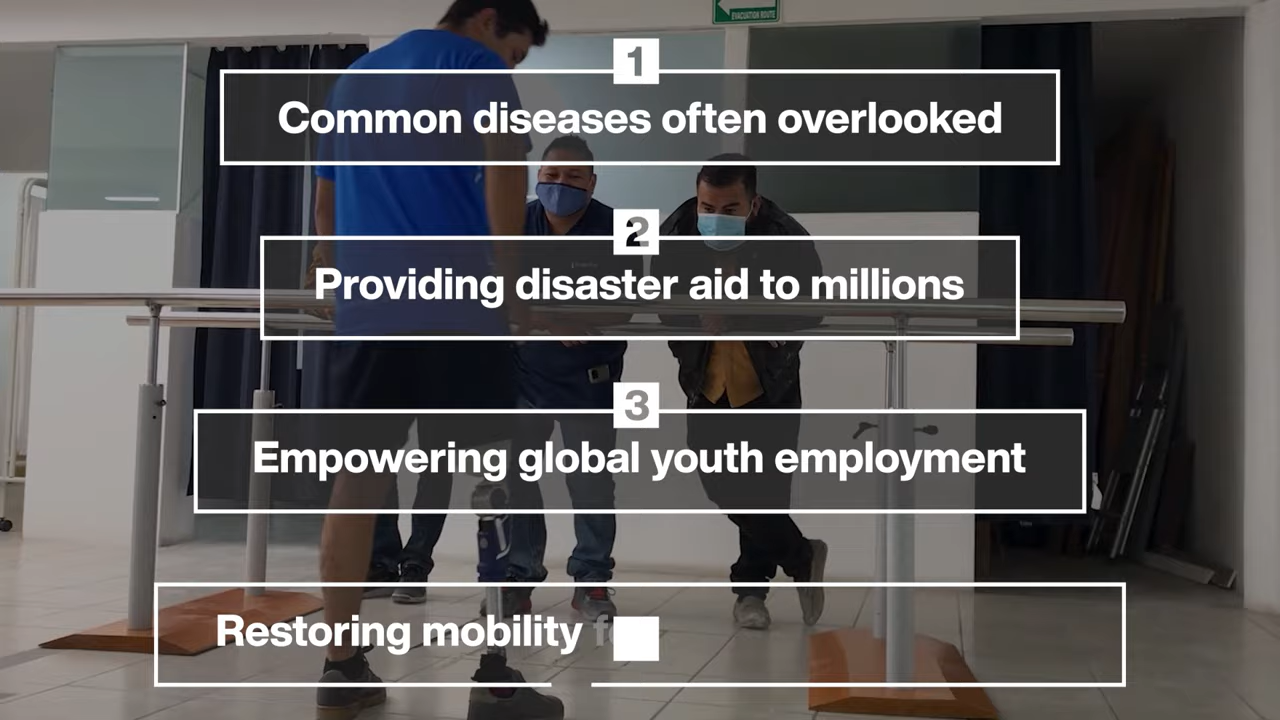 EVACUATION ROUTE
1
Common diseases often overlooked
2
Providing disaster aid to millions
3
Empowering global youth employment
Restoring mobility